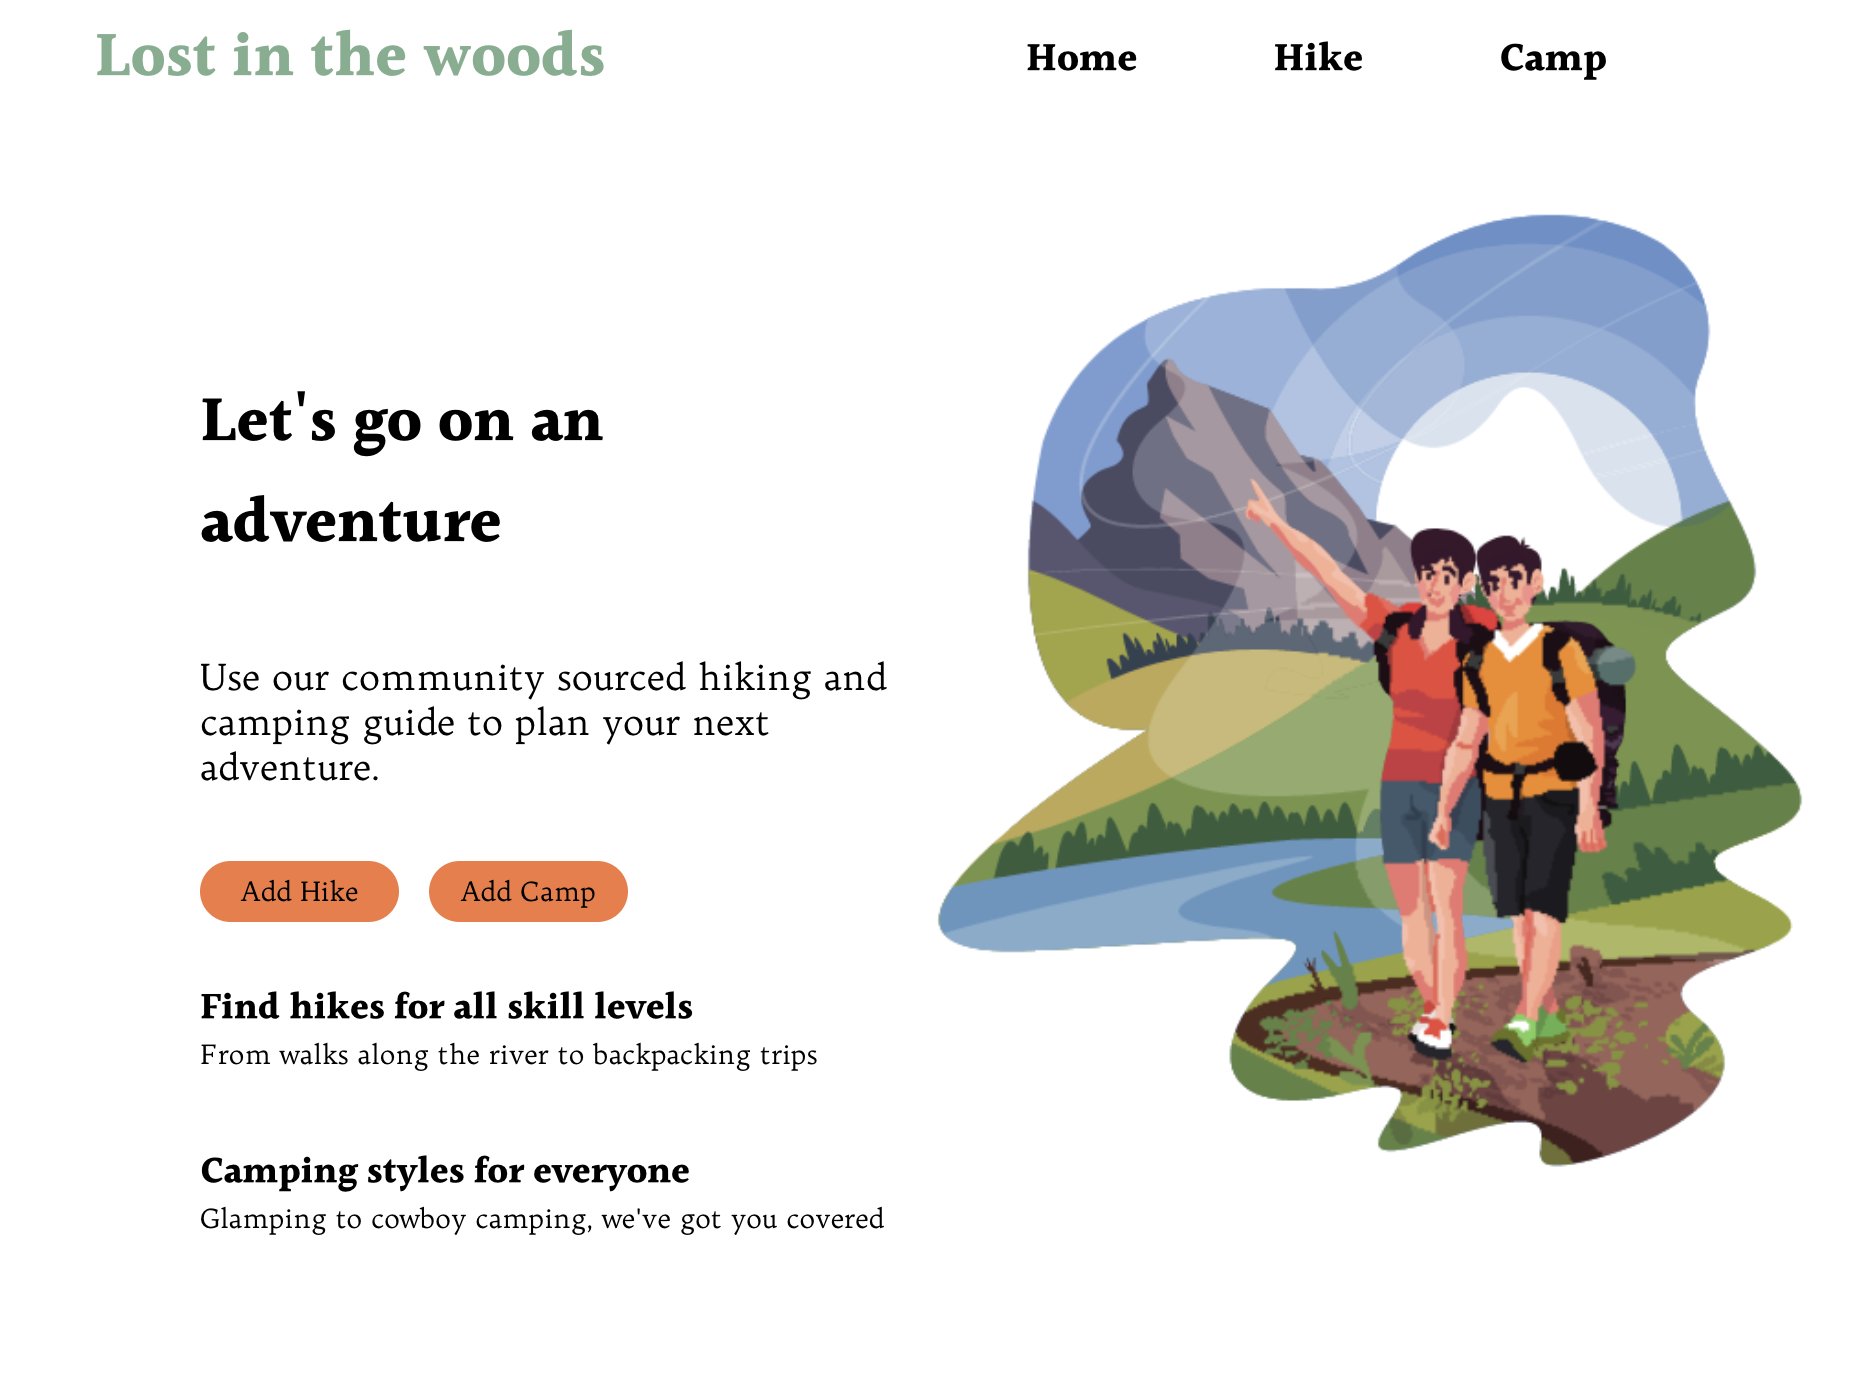 Lost in the woods
Home
Hike
Camp
Let's go on an
adventure
Use our community sourced hiking and
camping guide to plan your next
adventure.
Add Hike
Add Camp
Find hikes for all skill levels
From walks along the river to backpacking trips
Camping styles for everyone
Glamping to cowboy camping, we've got you covered